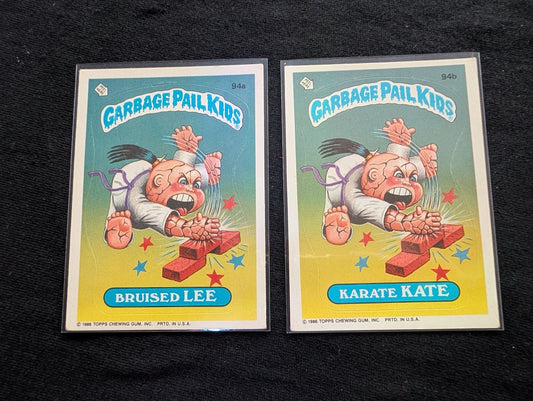 94a
GARBAGE PAIL KIDS
BRUISED LEE
© 1986 TOPPS CHEWING GUM, INC. PRTD. IN U.S.A.
94b
GARBAGE PAIL KIDS
KARATE KATE
© 1986 TOPPS CHEWING GUM, INC. PRTD. IN U.S.A.